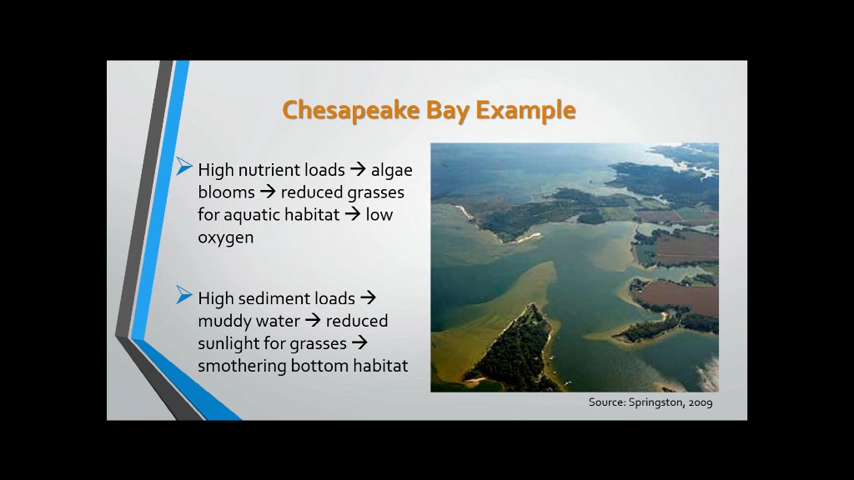 Chesapeake Bay Example
High nutrient loads → algae
blooms → reduced grasses
for aquatic habitat → low
oxygen
High sediment loads →
muddy water → reduced
sunlight for grasses →
smothering bottom habitat
Source: Springston, 2009